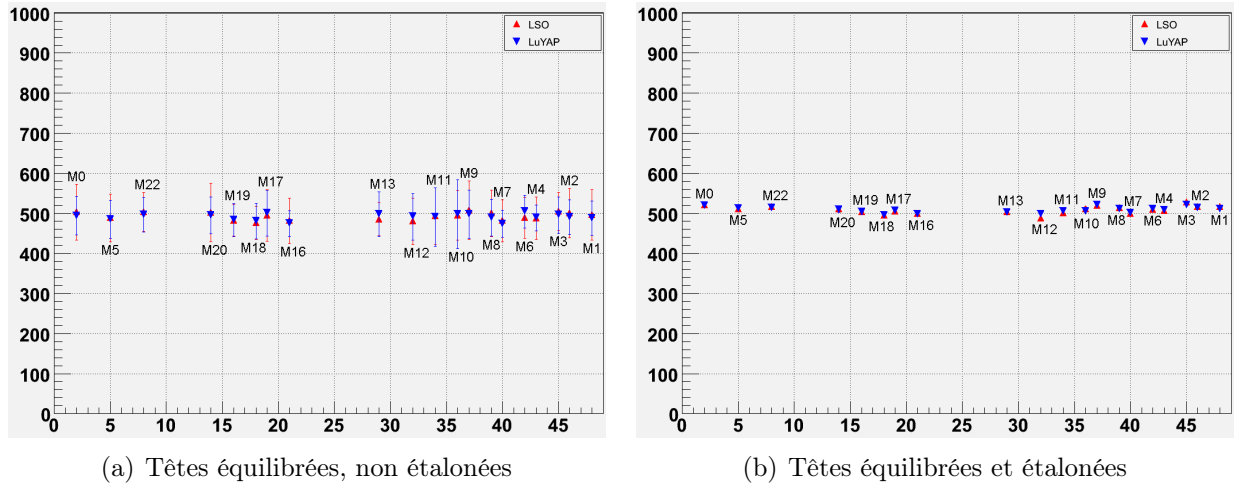 1000
900
800
700
600
500
400
300
200
100
0
0 5 10 15 20 25 30 35 40 45
LSO
LuYAP
M0
M5
M22
M20
M19
M18
M17
M16
M13
M12
M11
M10
M9
M8
M7
M6
M4
M3
M2
M1
(a) Têtes équilibrées, non étalonées
1000
900
800
700
600
500
400
300
200
100
0
0 5 10 15 20 25 30 35 40 45
LSO
LuYAP
M0
M5
M22
M20
M19
M18
M17
M16
M13
M12
M11
M10
M9
M8
M7
M6
M4
M3
M2
M1
(b) Têtes équilibrées et étalonées